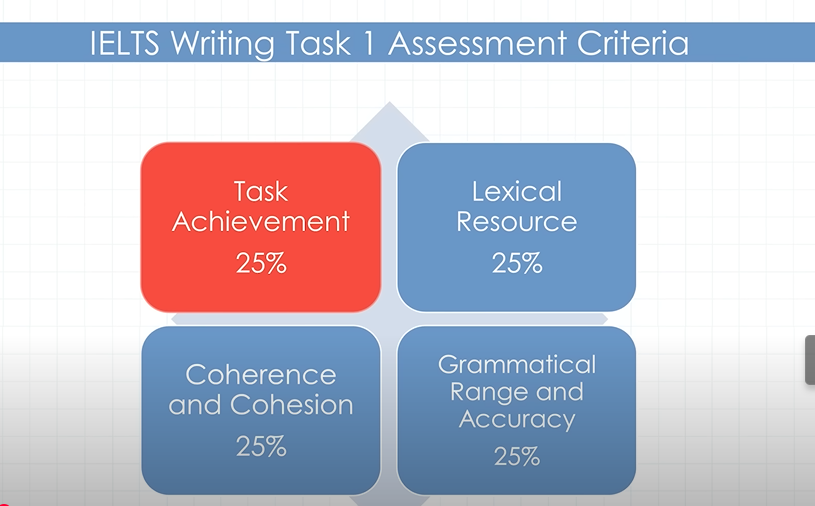 IELTS Writing Task 1 Assessment Criteria
Task
Achievement
25%
Lexical
Resource
25%
Coherence
and Cohesion
25%
Grammatical
Range and
Accuracy
25%